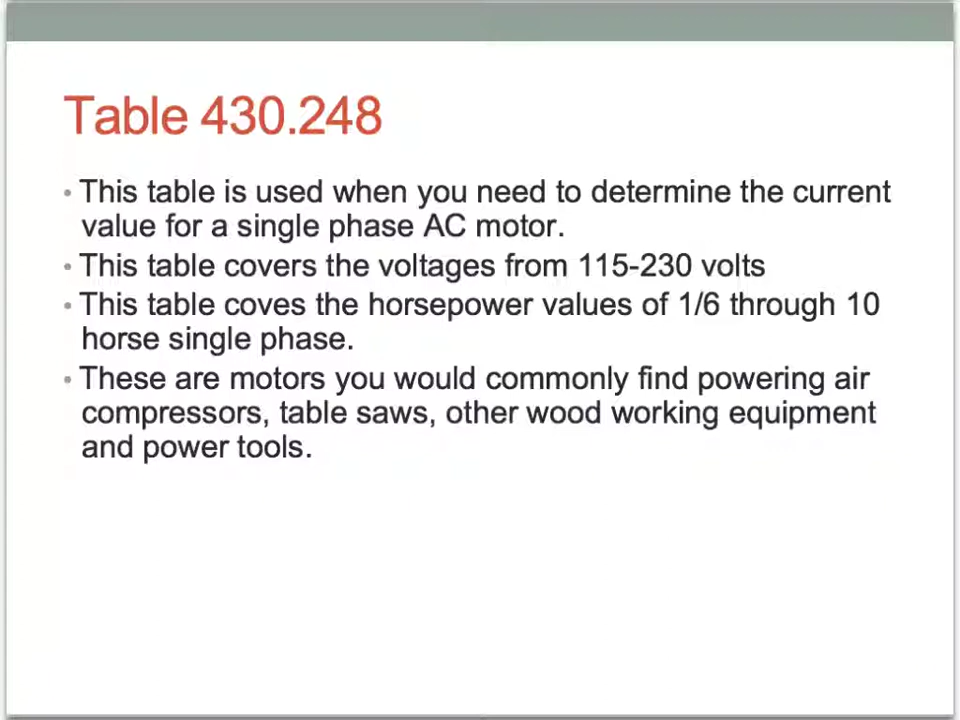 Table 430.248
• This table is used when you need to determine the current
value for a single phase AC motor.
• This table covers the voltages from 115-230 volts
• This table coves the horsepower values of 1/6 through 10
horse single phase.
• These are motors you would commonly find powering air
compressors, table saws, other wood working equipment
and power tools.